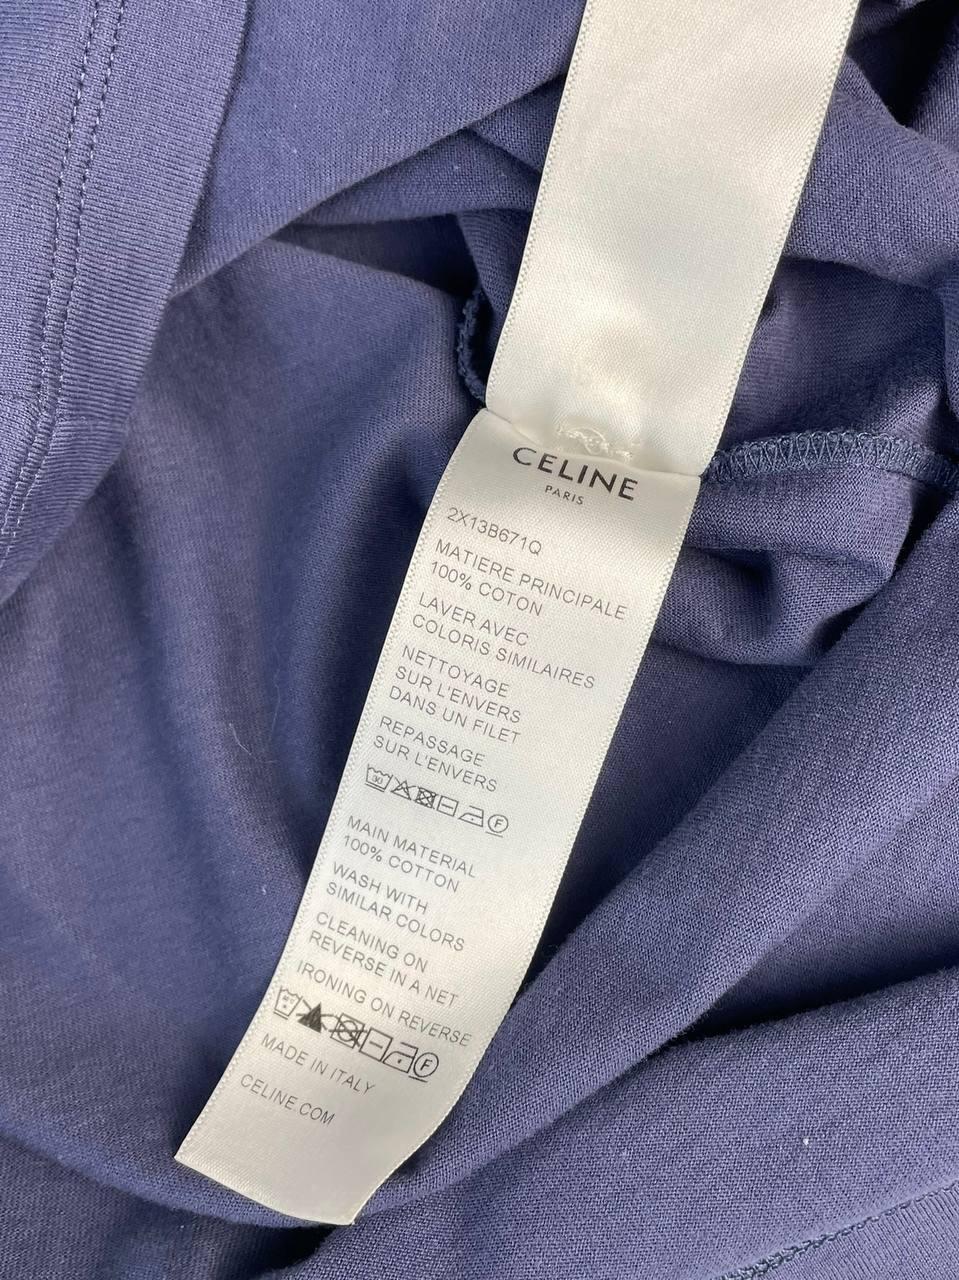 CELINE
PARIS
2X13B671Q
MATIERE PRINCIPALE
100% COTON
LAVER AVEC
COLORIS SIMILAIRES
NETTOYAGE
SUR L'ENVERS
DANS UN FILET
REPASSAGE
SUR L'ENVERS
30
F
MAIN MATERIAL
100% COTTON
WASH WITH
SIMILAR COLORS
CLEANING ON
REVERSE IN A NET
IRONING ON REVERSE
F
MADE IN ITALY
CELINE.COM